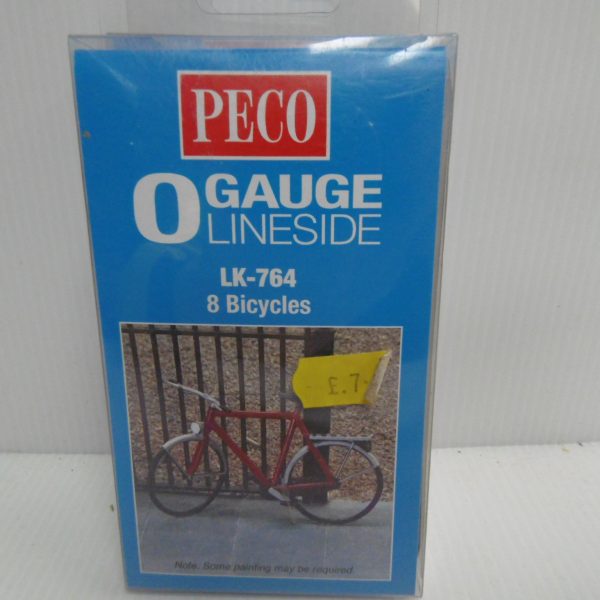 PECO
O GAUGE
LINESIDE
LK-764
8 Bicycles
£.7
Note. Some painting may be required.